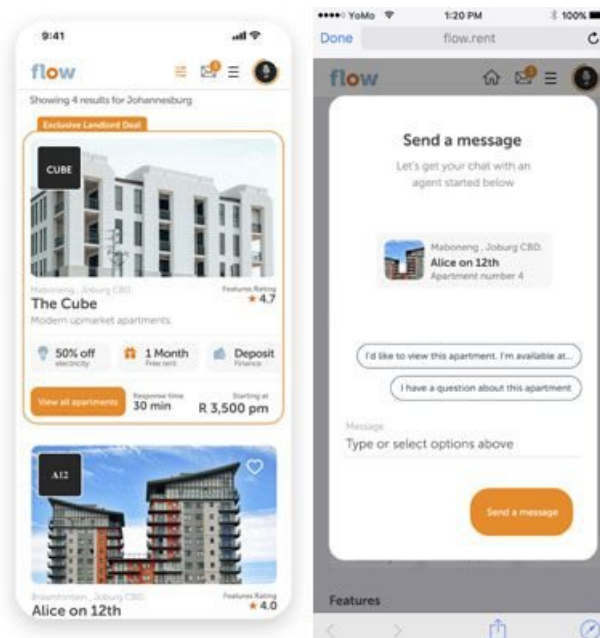 9:41
flow
Showing 4 results for Johannesburg
Exclusive Landlord Deal
CUBE
Maboneng , Joburg CBD.
Features Rating
The Cube
★ 4.7
Modern upmarket apartments.
50% off
electricity
1 Month
Free rent
Deposit
Finance
View all apartments
Response time
30 min
Starting at
R 3,500 pm
A12
Braamfontein , Joburg CBD.
Features Rating
Alice on 12th
★ 4.0
YoMo
1:20 PM
100%
Done
flow.rent
flow
Send a message
Let's get your chat with an
agent started below
Maboneng , Joburg CBD.
Alice on 12th
Apartment number 4
I'd like to view this apartment. I'm available at...
I have a question about this apartment
Message
Type or select options above
Send a message
Features